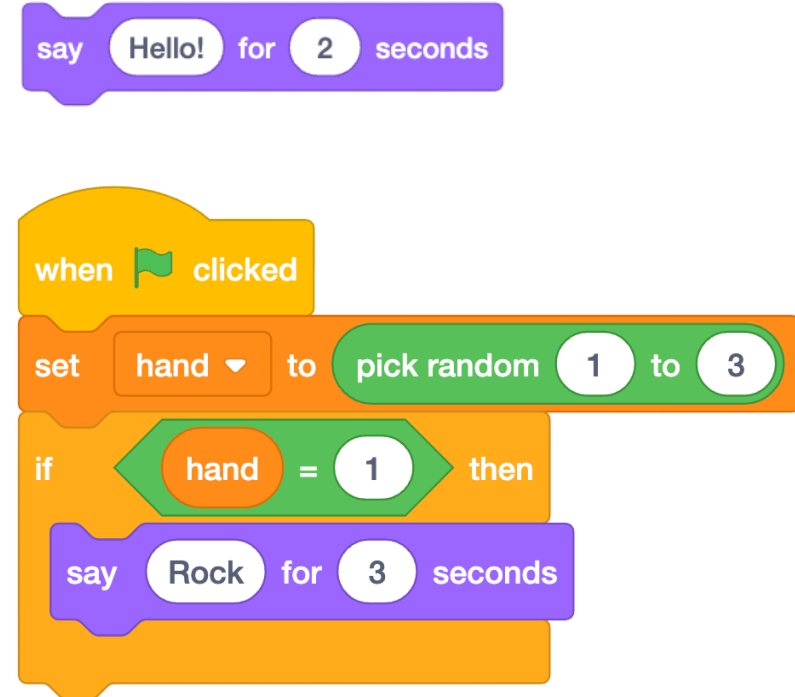 say Hello! for 2 seconds
when clicked
set hand to pick random 1 to 3
if hand = 1 then
say Rock for 3 seconds